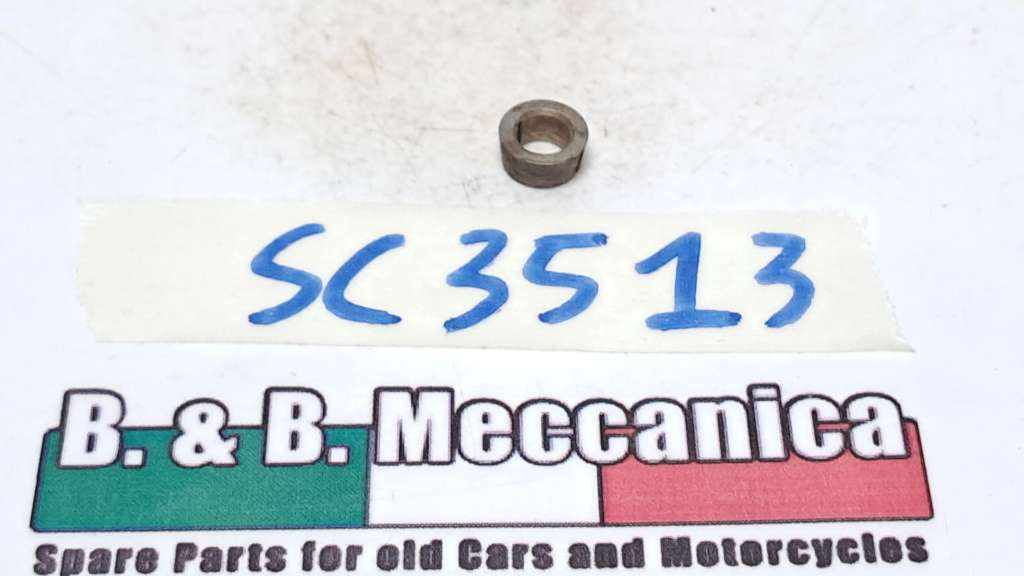 SC3513
B. & B. Meccanica
Spare Parts for old Cars and Motorcycles